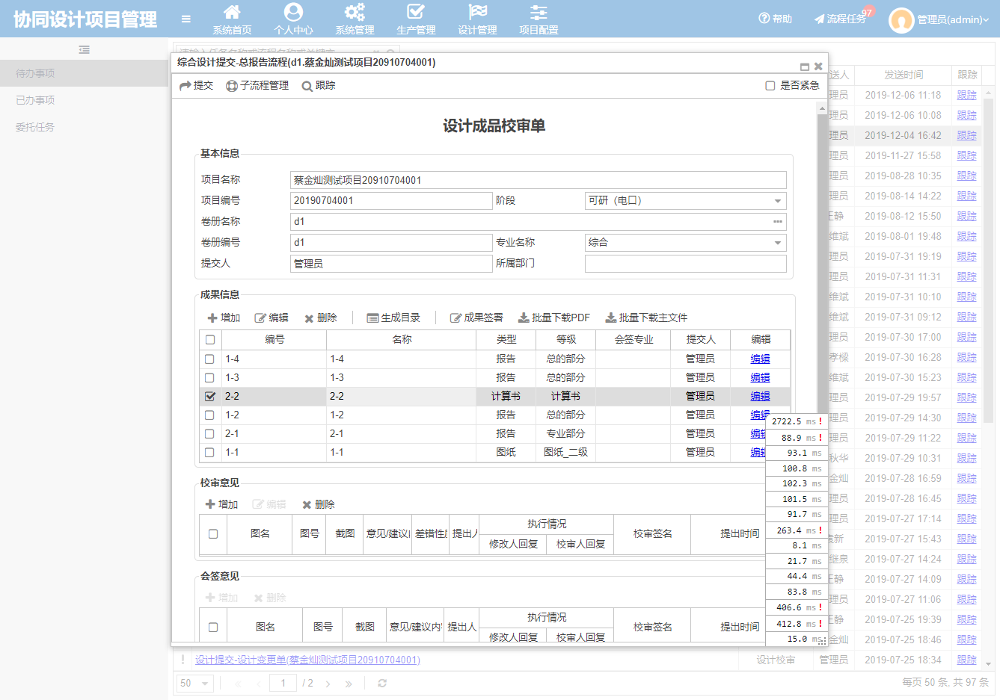 协同设计项目管理
系统首页 个人中心 系统管理 生产管理 设计管理 项目配置
帮助 流程任务 97 管理员(admin)
待办事项
已办事项
委托任务
综合设计提交-总报告流程(d1.蔡金灿测试项目20910704001)
提交 子流程管理 跟踪 是否紧急
设计成品校审单
基本信息
项目名称 蔡金灿测试项目20910704001
项目编号 20190704001 阶段 可研（电口）
卷册名称 d1
卷册编号 d1 专业名称 综合
提交人 管理员 所属部门
成果信息
增加 编辑 删除 生成目录 成果签署 批量下载PDF 批量下载主文件
编号 名称 类型 等级 会签专业 提交人 编辑
1-4 1-4 报告 总的部分 管理员 编辑
1-3 1-3 报告 总的部分 管理员 编辑
2-2 2-2 计算书 计算书 管理员 编辑
1-2 1-2 报告 总的部分 管理员 编辑
2-1 2-1 报告 专业部分 管理员 编辑
1-1 1-1 图纸 图纸_二级 管理员 编辑
校审意见
增加 编辑 删除
图名 图号 截图 意见/建议 差错性 提出人 执行情况 校审签名 提出时间
修改人回复 校审人回复
会签意见
增加 删除
图名 图号 截图 意见/建议内容 提出人 执行情况 校审签名 提出时间
修改人回复 校审人回复
2722.5 ms !
88.9 ms !
93.1 ms
100.8 ms
102.3 ms
101.5 ms
91.7 ms
263.4 ms !
8.1 ms
21.7 ms
44.4 ms
83.8 ms
406.6 ms !
412.8 ms !
15.0 ms
送人 发送时间 跟踪
理员 2019-12-06 11:18 跟踪
理员 2019-12-06 10:08 跟踪
理员 2019-12-04 16:42 跟踪
理员 2019-11-27 15:58 跟踪
理员 2019-08-28 10:35 跟踪
理员 2019-08-14 14:22 跟踪
王静 2019-08-12 15:50 跟踪
维斌 2019-08-01 19:48 跟踪
理员 2019-07-31 19:19 跟踪
理员 2019-07-31 11:31 跟踪
维斌 2019-07-31 10:10 跟踪
维斌 2019-07-31 09:12 跟踪
理员 2019-07-30 17:00 跟踪
孝樑 2019-07-30 16:28 跟踪
维斌 2019-07-30 15:23 跟踪
理员 2019-07-29 19:57 跟踪
理员 2019-07-29 14:30 跟踪
理员 2019-07-29 11:22 跟踪
秋华 2019-07-29 10:31 跟踪
金灿 2019-07-28 16:59 跟踪
理员 2019-07-28 16:45 跟踪
理员 2019-07-27 17:14 跟踪
袁新 2019-07-27 15:43 跟踪
继泉 2019-07-27 14:24 跟踪
王静 2019-07-27 14:09 跟踪
理员 2019-07-27 11:06 跟踪
王静 2019-07-25 19:39 跟踪
金灿 2019-07-25 18:46 跟踪
! 设计提交-设计变更单(蔡金灿测试项目20910704001) 设计校审 管理员 2019-07-25 18:34 跟踪
50 1 / 2 每页 50 条, 共 97 条